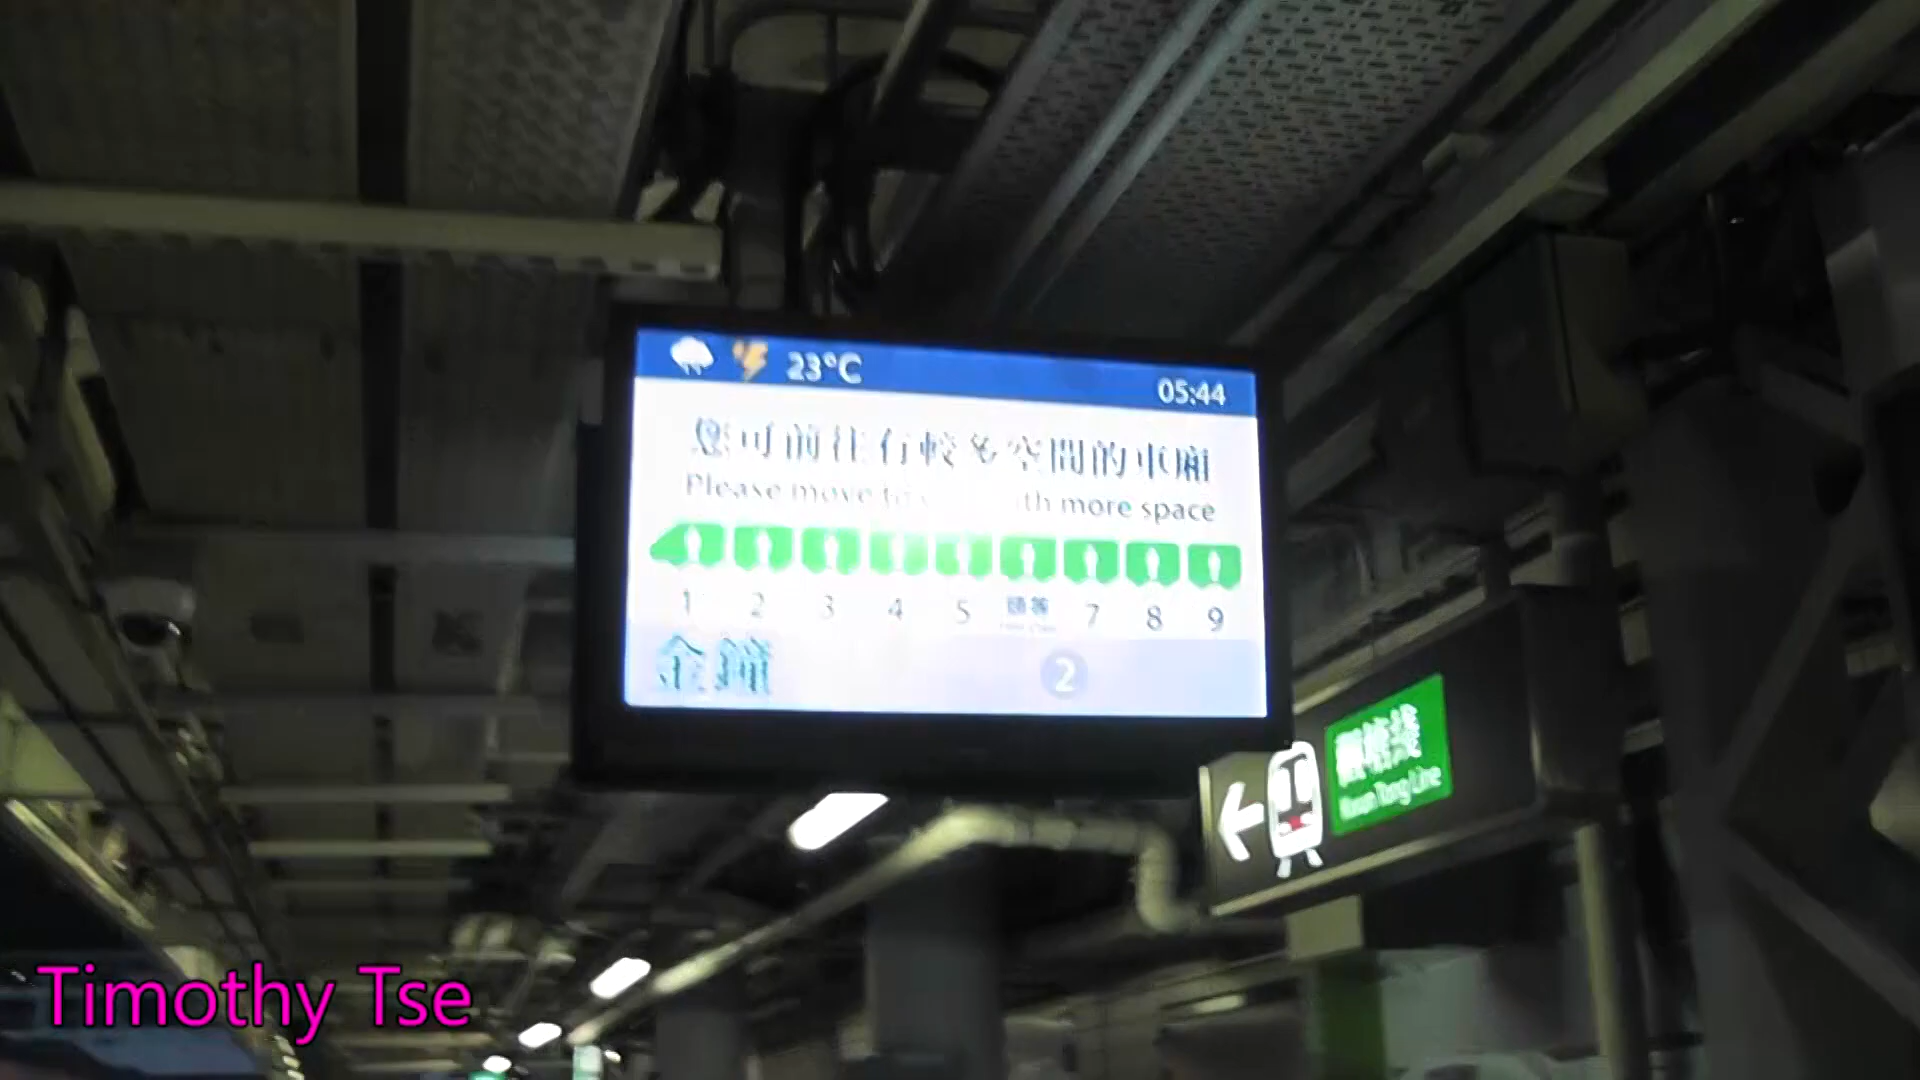 23°C
05:44
您可前往有較多空間的車廂
Please move to with more space
1 2 3 4 5 頭等 7 8 9
金鐘
2
觀塘綫
Kwun Tong Line
Timothy Tse